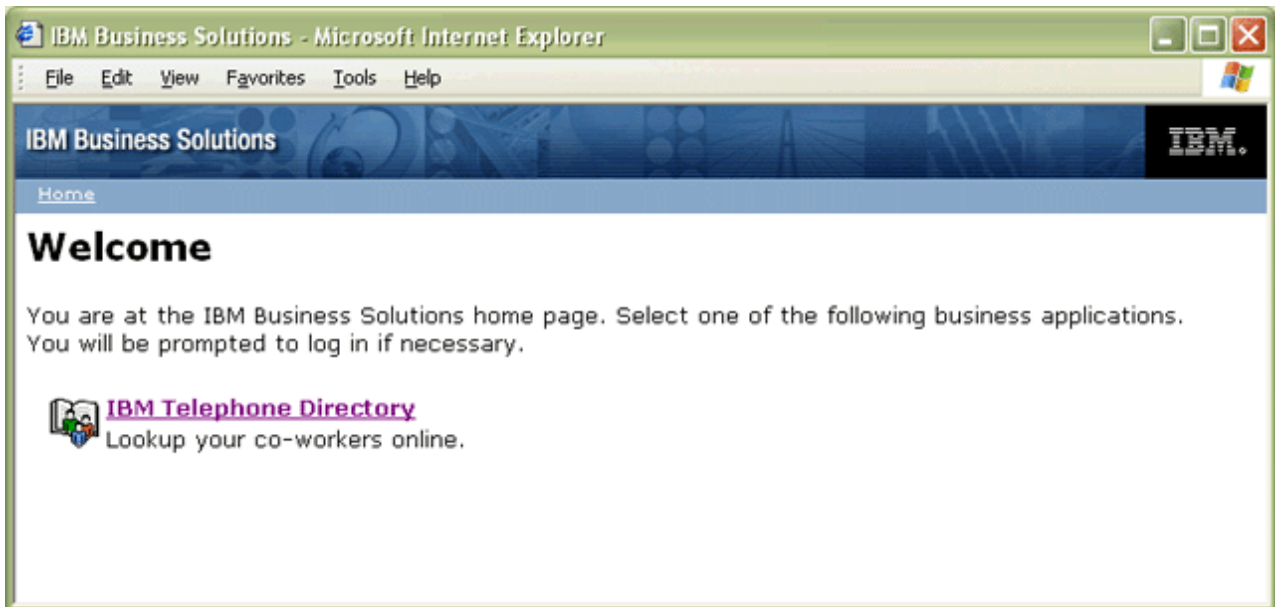 IBM Business Solutions - Microsoft Internet Explorer
File Edit View Favorites Tools Help
IBM Business Solutions
IBM.
Home
Welcome
You are at the IBM Business Solutions home page. Select one of the following business applications.
You will be prompted to log in if necessary.
IBM Telephone Directory
Lookup your co-workers online.